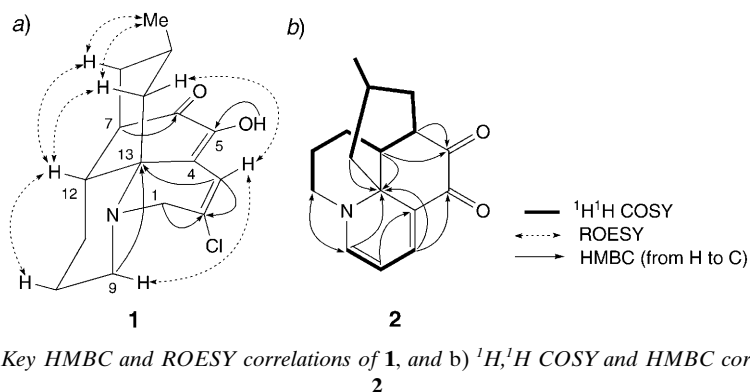 a)
Me
b)
H
H
H
O
O
7
OH
5
13
H
H
4
O
12
1
N
N
Cl
¹H¹H COSY
ROESY
HMBC (from H to C)
H
9
H
1
2
Key HMBC and ROESY correlations of 1, and b) ¹H,¹H COSY and HMBC cor
2